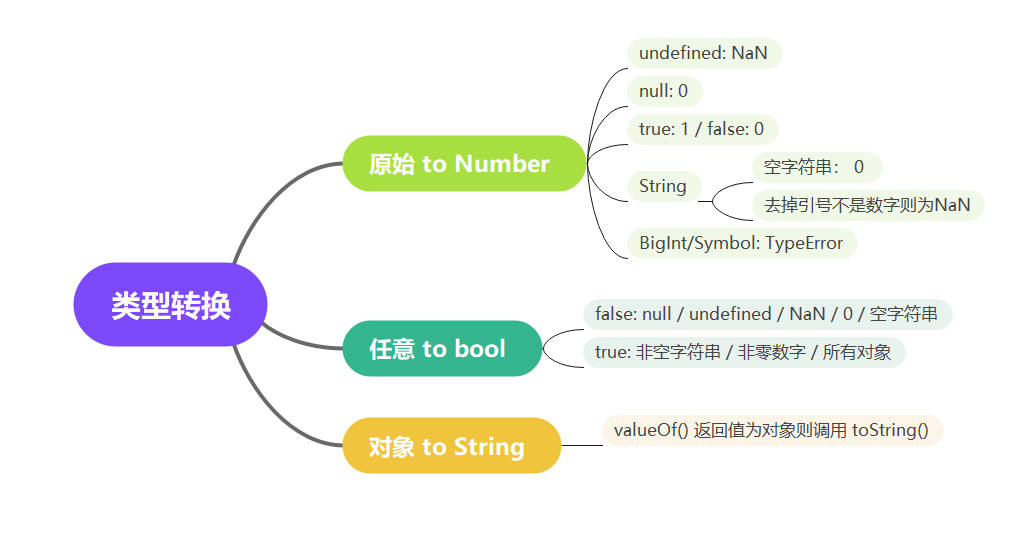 类型转换
原始 to Number
undefined: NaN
null: 0
true: 1 / false: 0
String
空字符串： 0
去掉引号不是数字则为NaN
BigInt/Symbol: TypeError
任意 to bool
false: null / undefined / NaN / 0 / 空字符串
true: 非空字符串 / 非零数字 / 所有对象
对象 to String
valueOf() 返回值为对象则调用 toString()